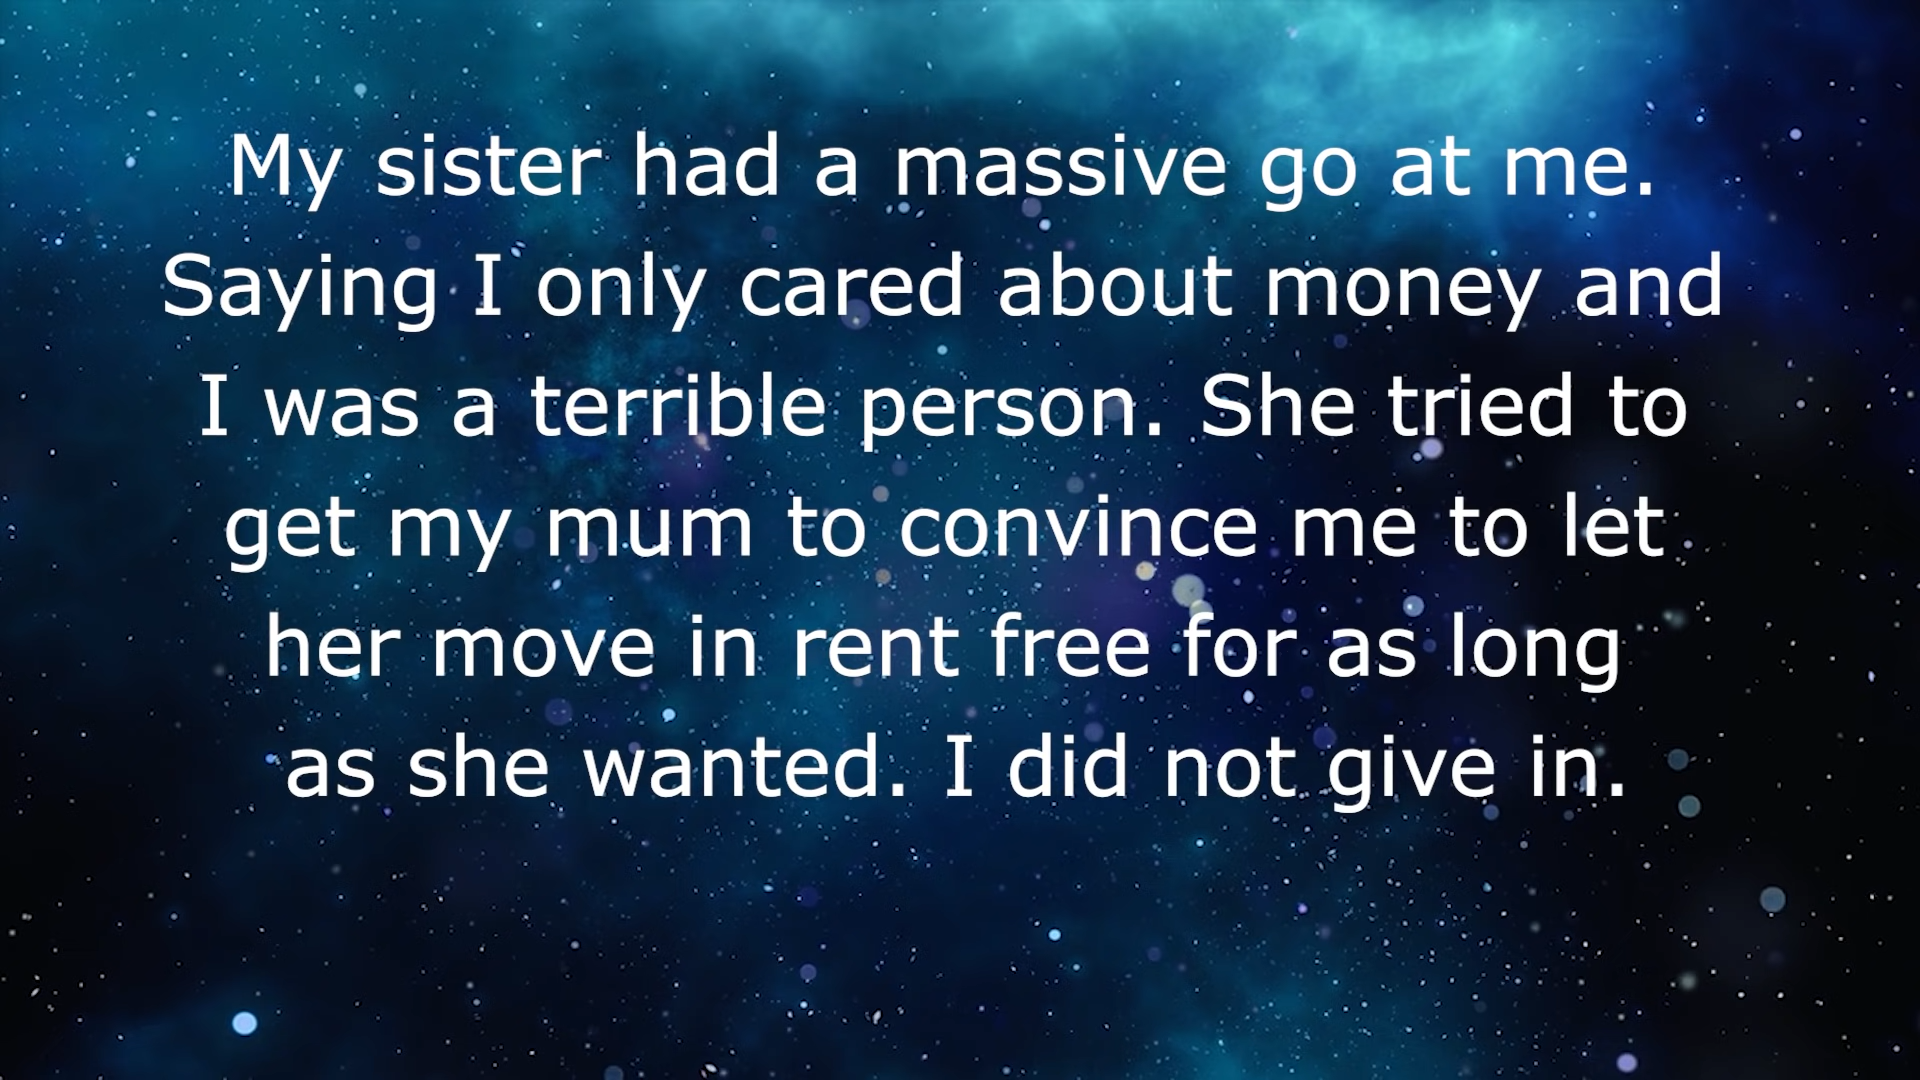 My sister had a massive go at me.
Saying I only cared about money and
I was a terrible person. She tried to
get my mum to convince me to let
her move in rent free for as long
as she wanted. I did not give in.